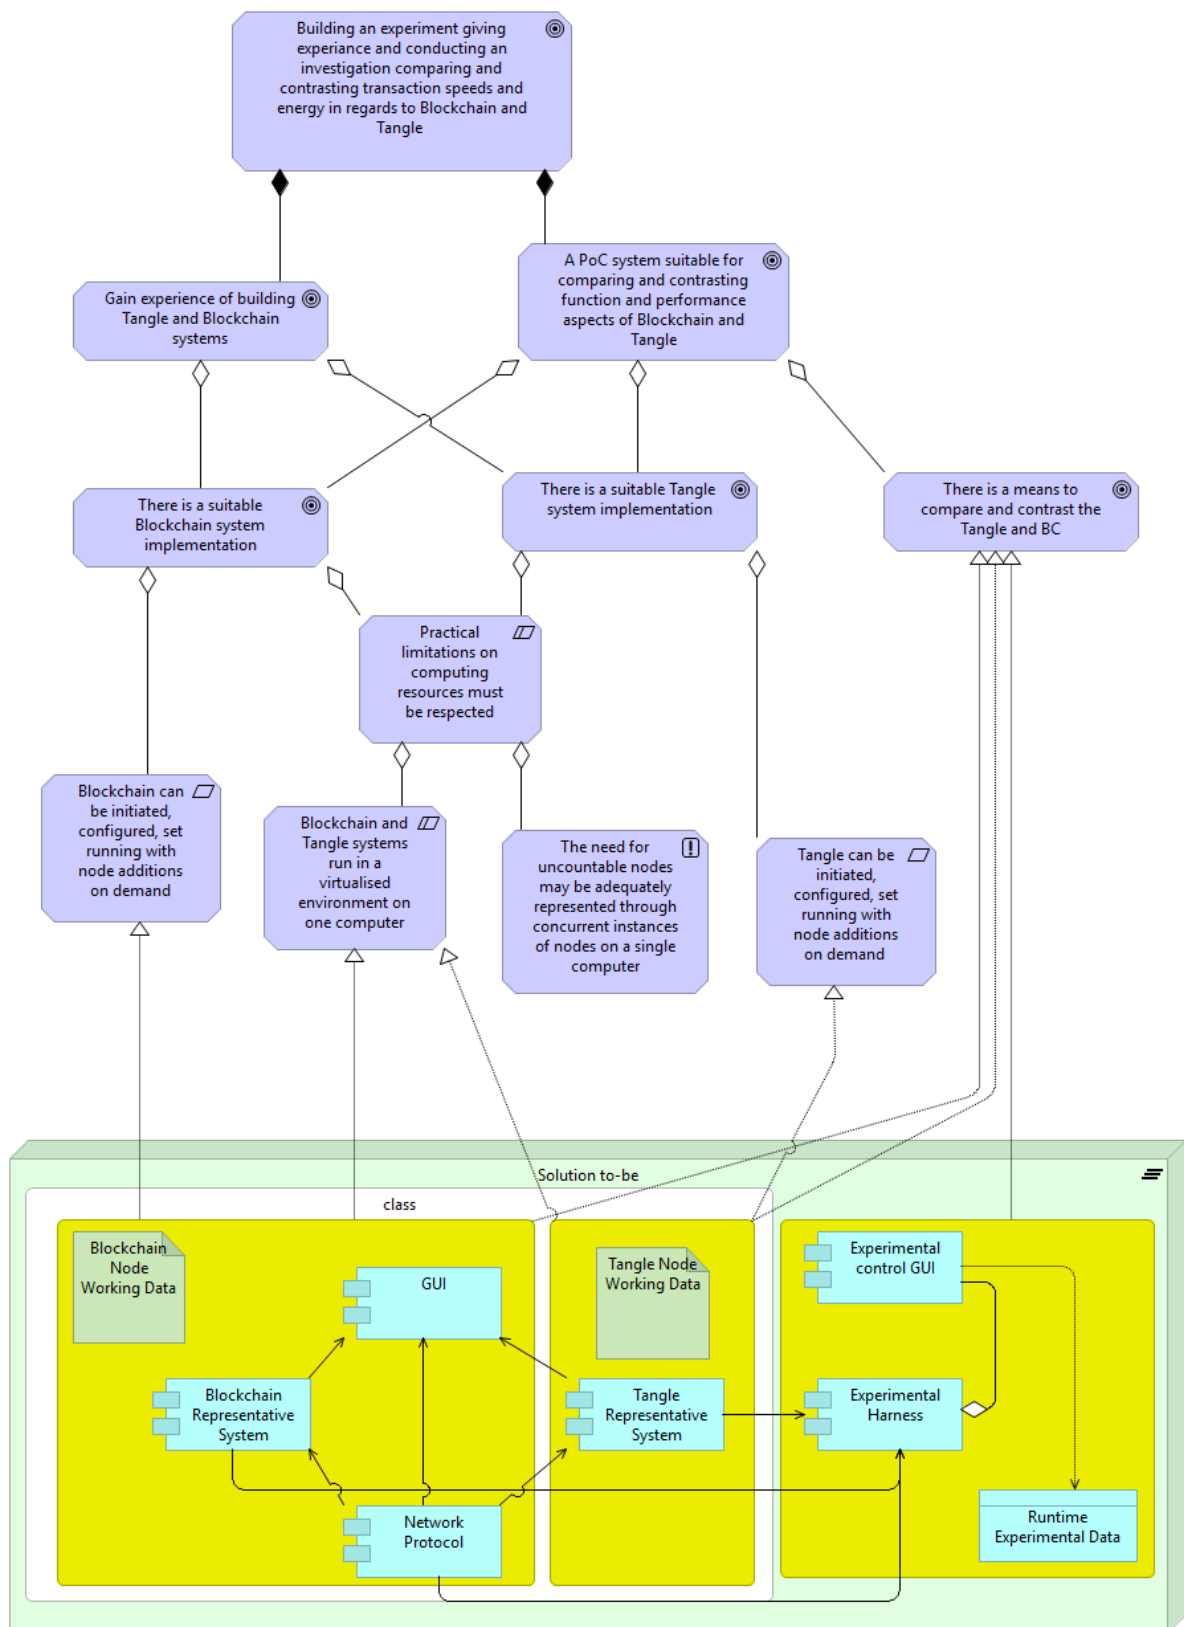 Building an experiment giving
experiance and conducting an
investigation comparing and
contrasting transaction speeds and
energy in regards to Blockchain and
Tangle
A PoC system suitable for
comparing and contrasting
function and performance
aspects of Blockchain and
Tangle
Gain experience of building
Tangle and Blockchain
systems
There is a suitable
Blockchain system
implementation
There is a suitable Tangle
system implementation
There is a means to
compare and contrast the
Tangle and BC
Practical
limitations on
computing
resources must
be respected
Blockchain can
be initiated,
configured, set
running with
node additions
on demand
Blockchain and
Tangle systems
run in a
virtualised
environment on
one computer
The need for
uncountable nodes
may be adequately
represented through
concurrent instances
of nodes on a single
computer
Tangle can be
initiated,
configured, set
running with
node additions
on demand
Solution to-be
class
Blockchain
Node
Working Data
GUI
Tangle Node
Working Data
Experimental
control GUI
Blockchain
Representative
System
Tangle
Representative
System
Experimental
Harness
Network
Protocol
Runtime
Experimental Data